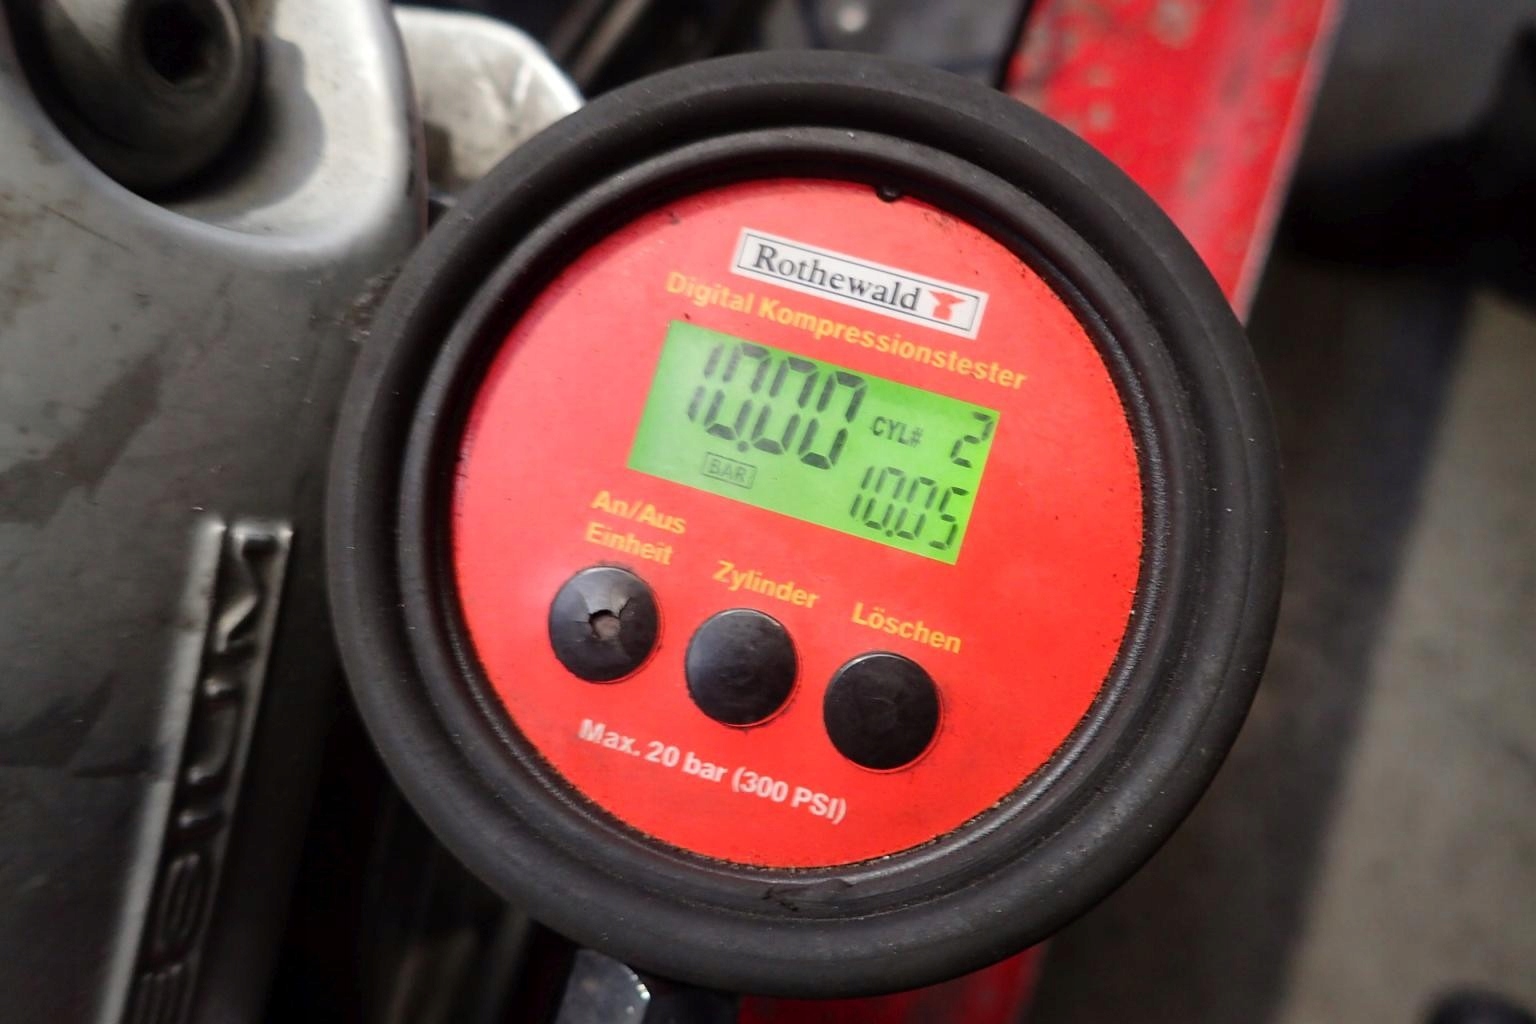 Rothewald
Digital Kompressionstester
10.00 CYL# 2
BAR 10.05
An/Aus
Einheit
Zylinder
Löschen
Max. 20 bar (300 PSI)